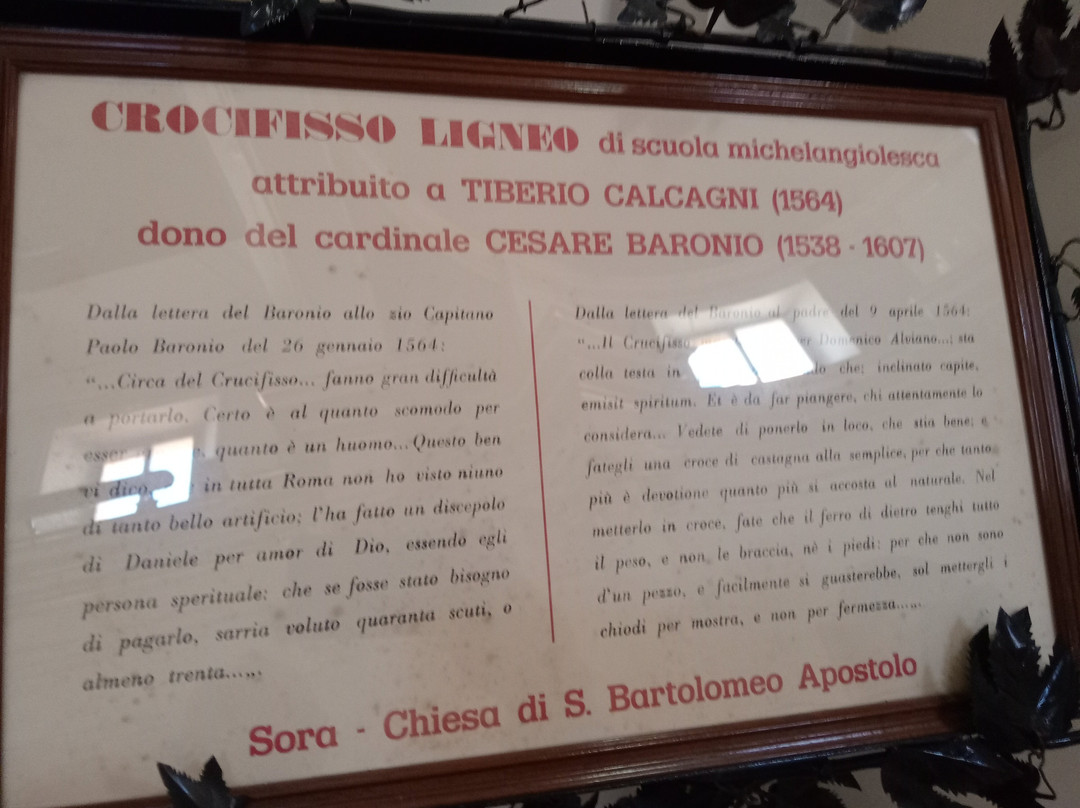 CROCIFISSO LIGNEO di scuola michelangiolesca
attribuito a TIBERIO CALCAGNI (1564)
dono del cardinale CESARE BARONIO (1538 - 1607)
Dalla lettera del Baronio allo zio Capitano
Paolo Baronio del 26 gennaio 1564:
“...Circa del Crucifisso... fanno gran difficultà
a portarlo. Certo è al quanto scomodo per
esser quanto è un huomo... Questo ben
vi dico, in tutta Roma non ho visto niuno
di tanto bello artificio; l'ha fatto un discepolo
di Daniele per amor di Dio, essendo egli
persona sperituale: che se fosse stato bisogno
di pagarlo, sarria voluto quaranta scuti, o
almeno trenta......
Dalla lettera del Baronio al padre del 9 aprile 1564:
“...Il Crucifisso Domenico Alviano...; sta
colla testa in che; inclinato capite,
emisit spiritum. Et è da far piangere, chi attentamente lo
considera... Vedete di ponerlo in loco, che stia bene; e
fategli una croce di castagna alla semplice, per che tanto
più è devotione quanto più si accosta al naturale. Nel
metterlo in croce, fate che il ferro di dietro tenghi tutto
il peso, e non le braccia, nè i piedi: per che non sono
d'un pezzo, e facilmente si guasterebbe, sol mettergli i
chiodi per mostra, e non per fermezza......
Sora - Chiesa di S. Bartolomeo Apostolo